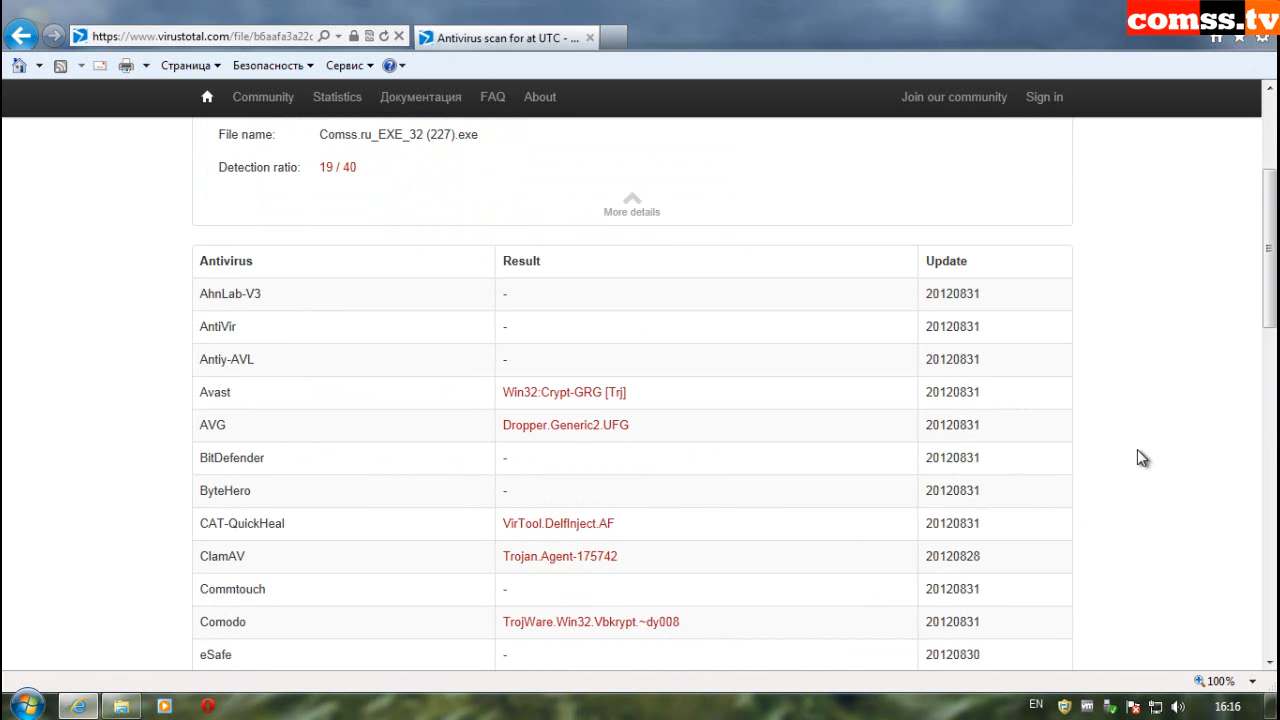 comss.tv
https://www.virustotal.com/file/b6aafa3a22c
Antivirus scan for at UTC - ...
Страница
Безопасность
Сервис
Community
Statistics
Документация
FAQ
About
Join our community
Sign in
File name: Comss.ru_EXE_32 (227).exe
Detection ratio: 19 / 40
More details
Antivirus Result Update
AhnLab-V3 - 20120831
AntiVir - 20120831
Antiy-AVL - 20120831
Avast Win32:Crypt-GRG [Trj] 20120831
AVG Dropper.Generic2.UFG 20120831
BitDefender - 20120831
ByteHero - 20120831
CAT-QuickHeal VirTool.DelfInject.AF 20120831
ClamAV Trojan.Agent-175742 20120828
Commtouch - 20120831
Comodo TrojWare.Win32.Vbkrypt.~dy008 20120831
eSafe - 20120830
100%
EN
16:16